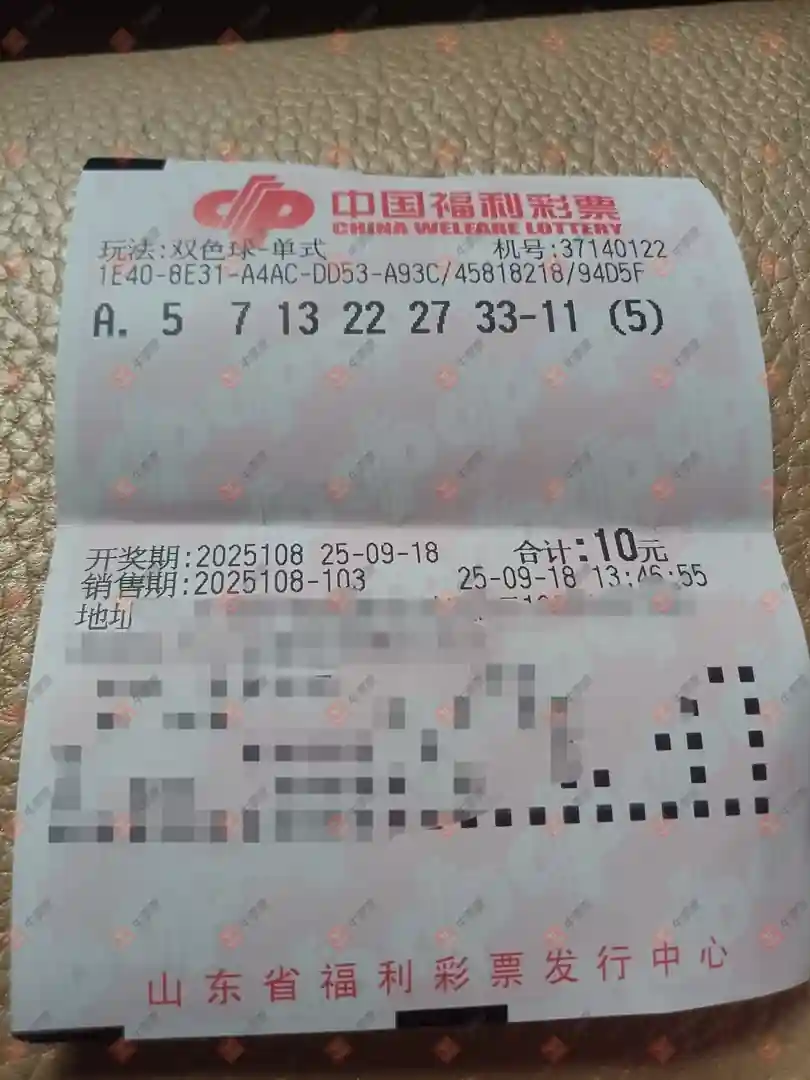 中国福利彩票
CHINA WELFARE LOTTERY
玩法:双色球-单式 机号:37140122
1E40-8E31-A4AC-DD53-A93C/45818218/94D5F
A. 5 7 13 22 27 33-11 (5)
开奖期:2025108 25-09-18 合计:10元
销售期:2025108-103 25-09-18 13:46:55
地址
山东省福利彩票发行中心